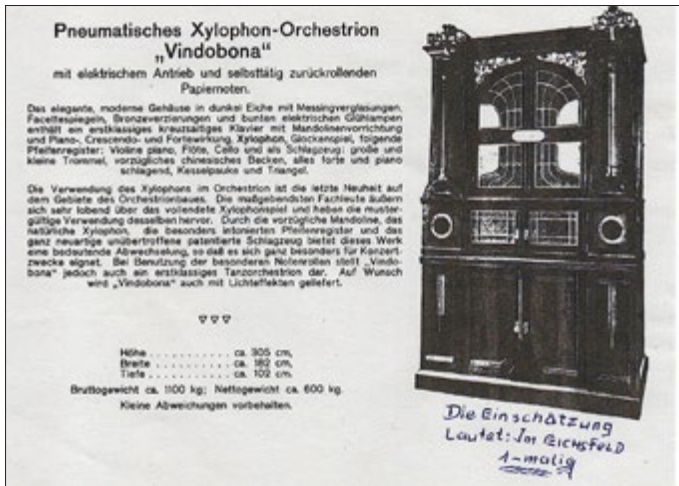 Pneumatisches Xylophon-Orchestrion
„Vindobona“
mit elektrischem Antrieb und selbsttätig zurückrollenden
Papiernoten.
Das elegante, moderne Gehäuse in dunkel Eiche mit Messingverglasungen,
Facettespiegeln, Bronzeverzierungen und bunten elektrischen Glühlampen
enthält ein erstklassiges kreuzsaitiges Klavier mit Mandolinenvorrichtung
und Piano-, Crescendo- und Fortewirkung, Xylophon, Glockenspiel, folgende
Pfeifenregister: Violine piano, Flöte, Cello und als Schlagzeug: große und
kleine Trommel, vorzügliches chinesisches Becken, alles forte und piano
schlagend, Kesselpauke und Triangel.
Die Verwendung des Xylophons im Orchestrion ist die letzte Neuheit auf
dem Gebiete des Orchestrionbaues. Die maßgebendsten Fachleute äußern
sich sehr lobend über das vollendete Xylophonspiel und heben die muster-
gültige Verwendung desselben hervor. Durch die vorzügliche Mandoline, das
natürliche Xylophon, die besonders intonierten Pfeifenregister und das
ganz neuartige unübertroffene patentierte Schlagzeug bietet dieses Werk
eine bedeutende Abwechselung, so daß es sich ganz besonders für Konzert-
zwecke eignet. Bei Benutzung der besonderen Notenrollen stellt „Vindo-
bona“ jedoch auch ein erstklassiges Tanzorchestrion dar. Auf Wunsch
wird „Vindobona“ auch mit Lichteffekten geliefert.
Höhe . . . . . . . . . . . ca. 305 cm,
Breite . . . . . . . . . . . ca. 182 cm,
Tiefe . . . . . . . . . . . ca. 102 cm.
Bruttogewicht ca. 1100 kg; Nettogewicht ca. 600 kg.
Kleine Abweichungen vorbehalten.
Die Einschätzung
Lautet: Im EICHSFELD
1-malig